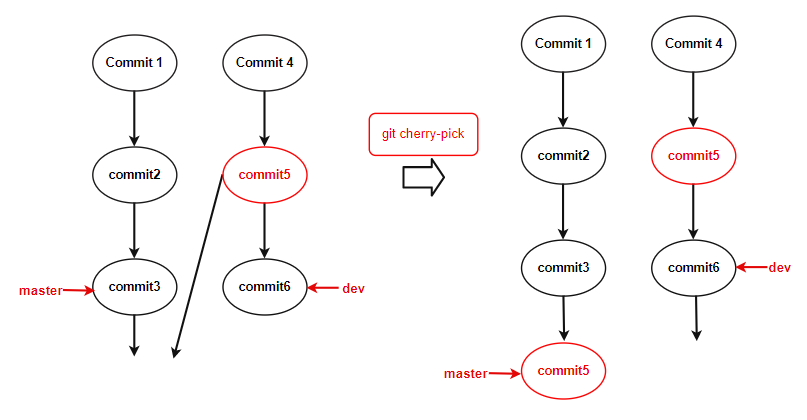 Commit 1
Commit 4
commit2
commit5
master
commit3
commit6
dev
git cherry-pick
Commit 1
Commit 4
commit2
commit5
commit3
commit6
dev
master
commit5